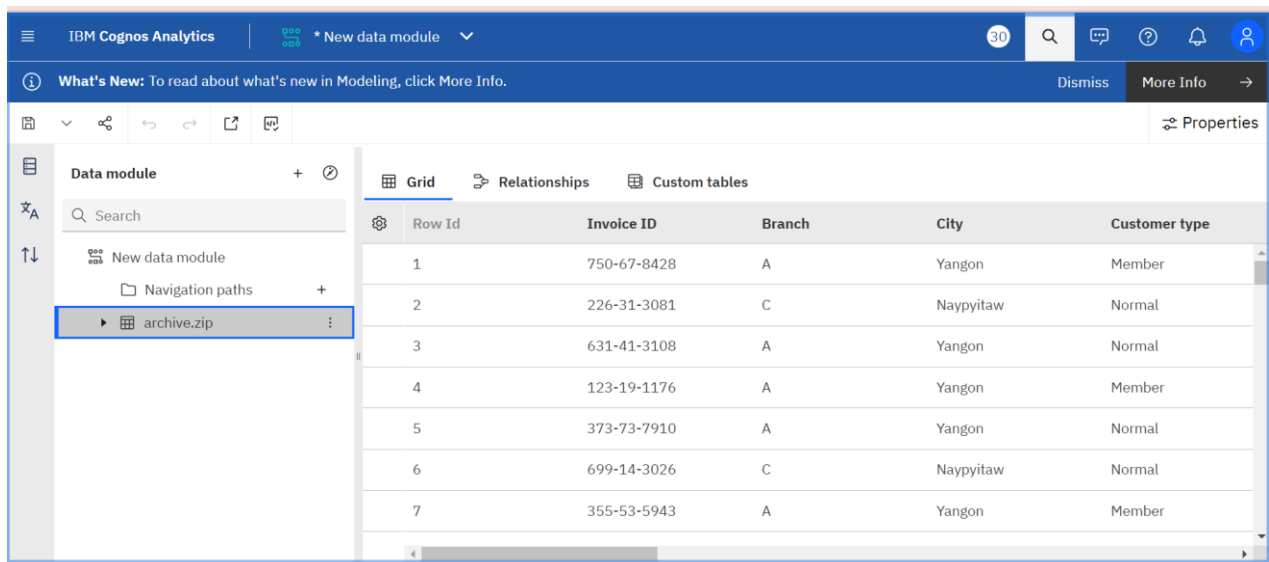 IBM Cognos Analytics * New data module 30
What's New: To read about what's new in Modeling, click More Info. Dismiss More Info →
Properties
Data module +
Grid Relationships Custom tables
Search
Row Id Invoice ID Branch City Customer type
New data module
Navigation paths +
archive.zip
1 750-67-8428 A Yangon Member
2 226-31-3081 C Naypyitaw Normal
3 631-41-3108 A Yangon Normal
4 123-19-1176 A Yangon Member
5 373-73-7910 A Yangon Normal
6 699-14-3026 C Naypyitaw Normal
7 355-53-5943 A Yangon Member